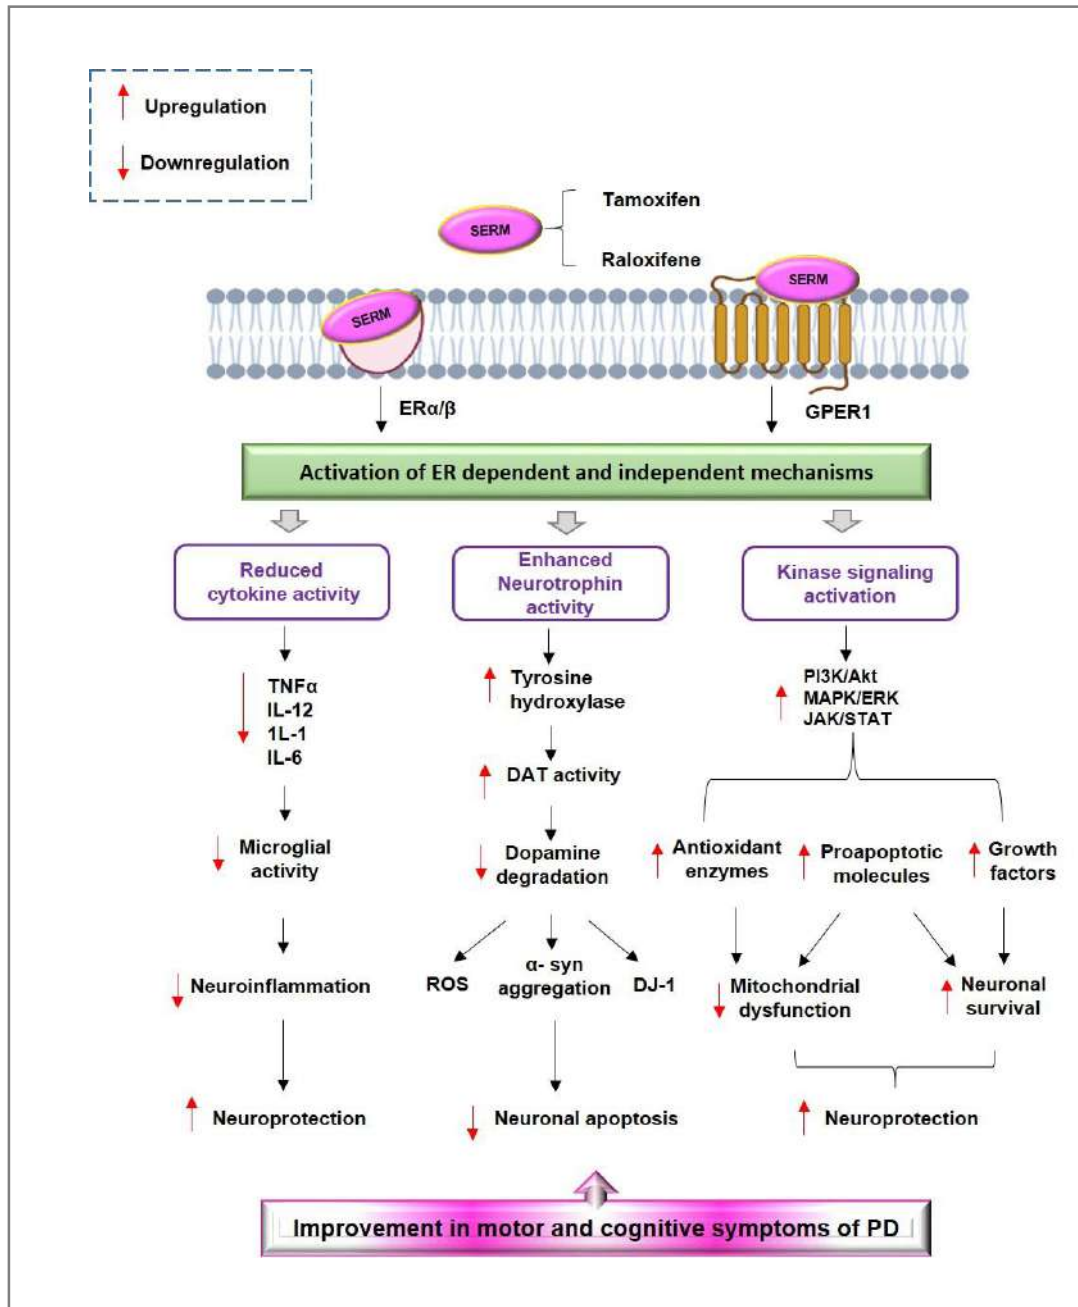 Upregulation
Downregulation
Tamoxifen
SERM
Raloxifene
SERM
SERM
ERα/β
GPER1
Activation of ER dependent and independent mechanisms
Reduced
cytokine activity
Enhanced
Neurotrophin
activity
Kinase signaling
activation
TNFα
IL-12
1L-1
IL-6
Tyrosine
hydroxylase
PI3K/Akt
MAPK/ERK
JAK/STAT
DAT activity
Microglial
activity
Dopamine
degradation
Antioxidant
enzymes
Proapoptotic
molecules
Growth
factors
Neuroinflammation
ROS
α- syn
aggregation
DJ-1
Mitochondrial
dysfunction
Neuronal
survival
Neuroprotection
Neuronal apoptosis
Neuroprotection
Improvement in motor and cognitive symptoms of PD